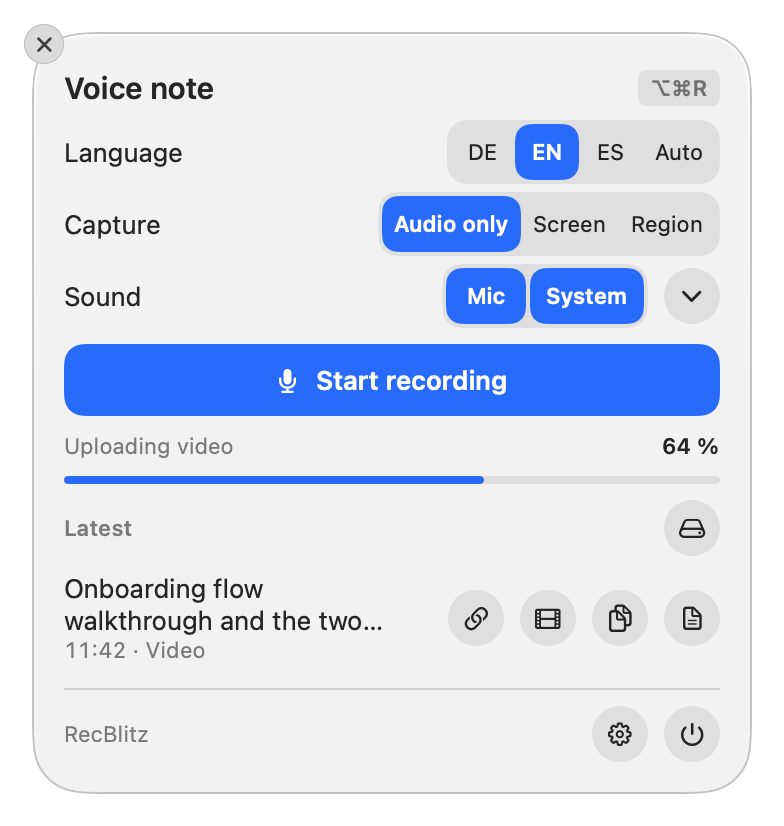 Voice note
⌥⌘R
Language
DE EN ES Auto
Capture
Audio only Screen Region
Sound
Mic System
Start recording
Uploading video
64 %
Latest
Onboarding flow
walkthrough and the two...
11:42 · Video
RecBlitz